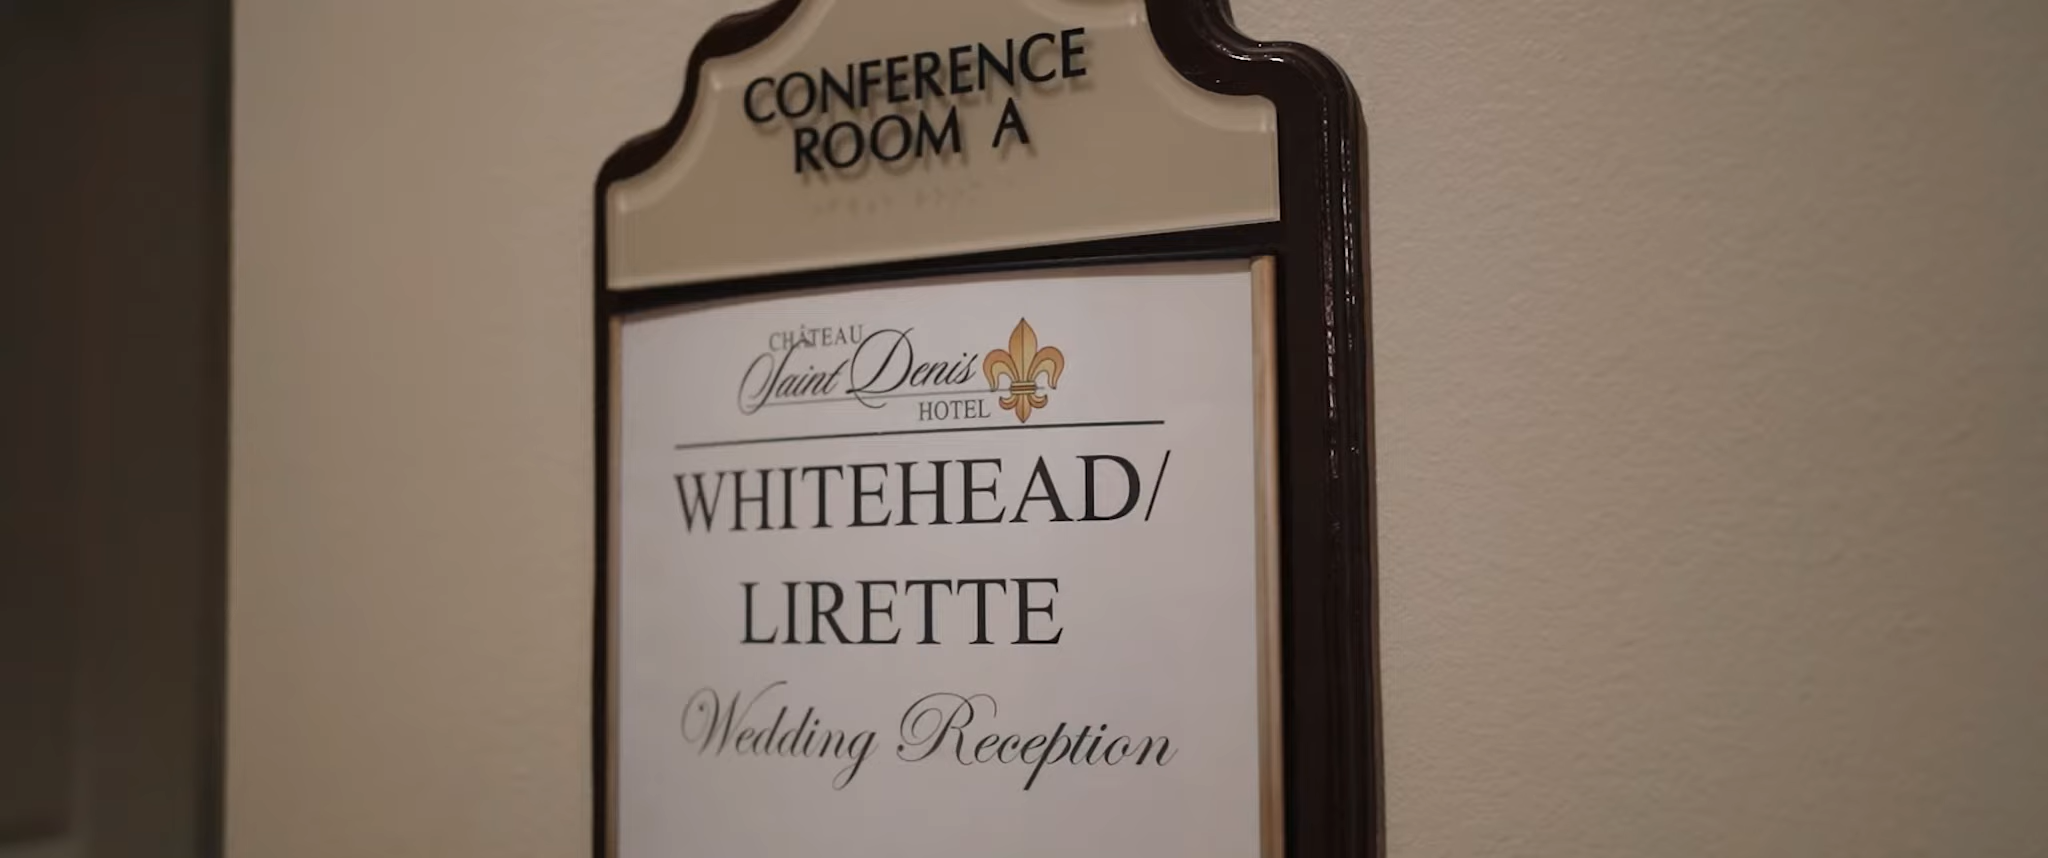 CONFERENCE
ROOM A
CHÂTEAU
Saint Denis
HOTEL
WHITEHEAD/
LIRETTE
Wedding Reception